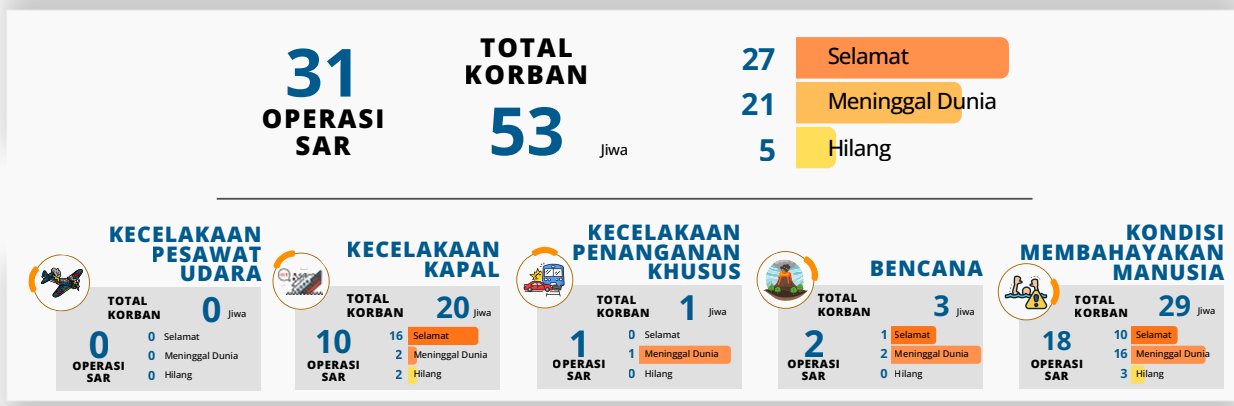 31
OPERASI
SAR
TOTAL
KORBAN
53
Jiwa
27 Selamat
21 Meninggal Dunia
5 Hilang
KECELAKAAN
PESAWAT
UDARA
TOTAL
KORBAN
0 Jiwa
0
OPERASI
SAR
0 Selamat
0 Meninggal Dunia
0 Hilang
KECELAKAAN
KAPAL
TOTAL
KORBAN
20 Jiwa
10
OPERASI
SAR
16 Selamat
2 Meninggal Dunia
2 Hilang
KECELAKAAN
PENANGANAN
KHUSUS
TOTAL
KORBAN
1 Jiwa
1
OPERASI
SAR
0 Selamat
1 Meninggal Dunia
0 Hilang
BENCANA
TOTAL
KORBAN
3 Jiwa
2
OPERASI
SAR
1 Selamat
2 Meninggal Dunia
0 Hilang
KONDISI
MEMBAHAYAKAN
MANUSIA
TOTAL
KORBAN
29 Jiwa
18
OPERASI
SAR
10 Selamat
16 Meninggal Dunia
3 Hilang